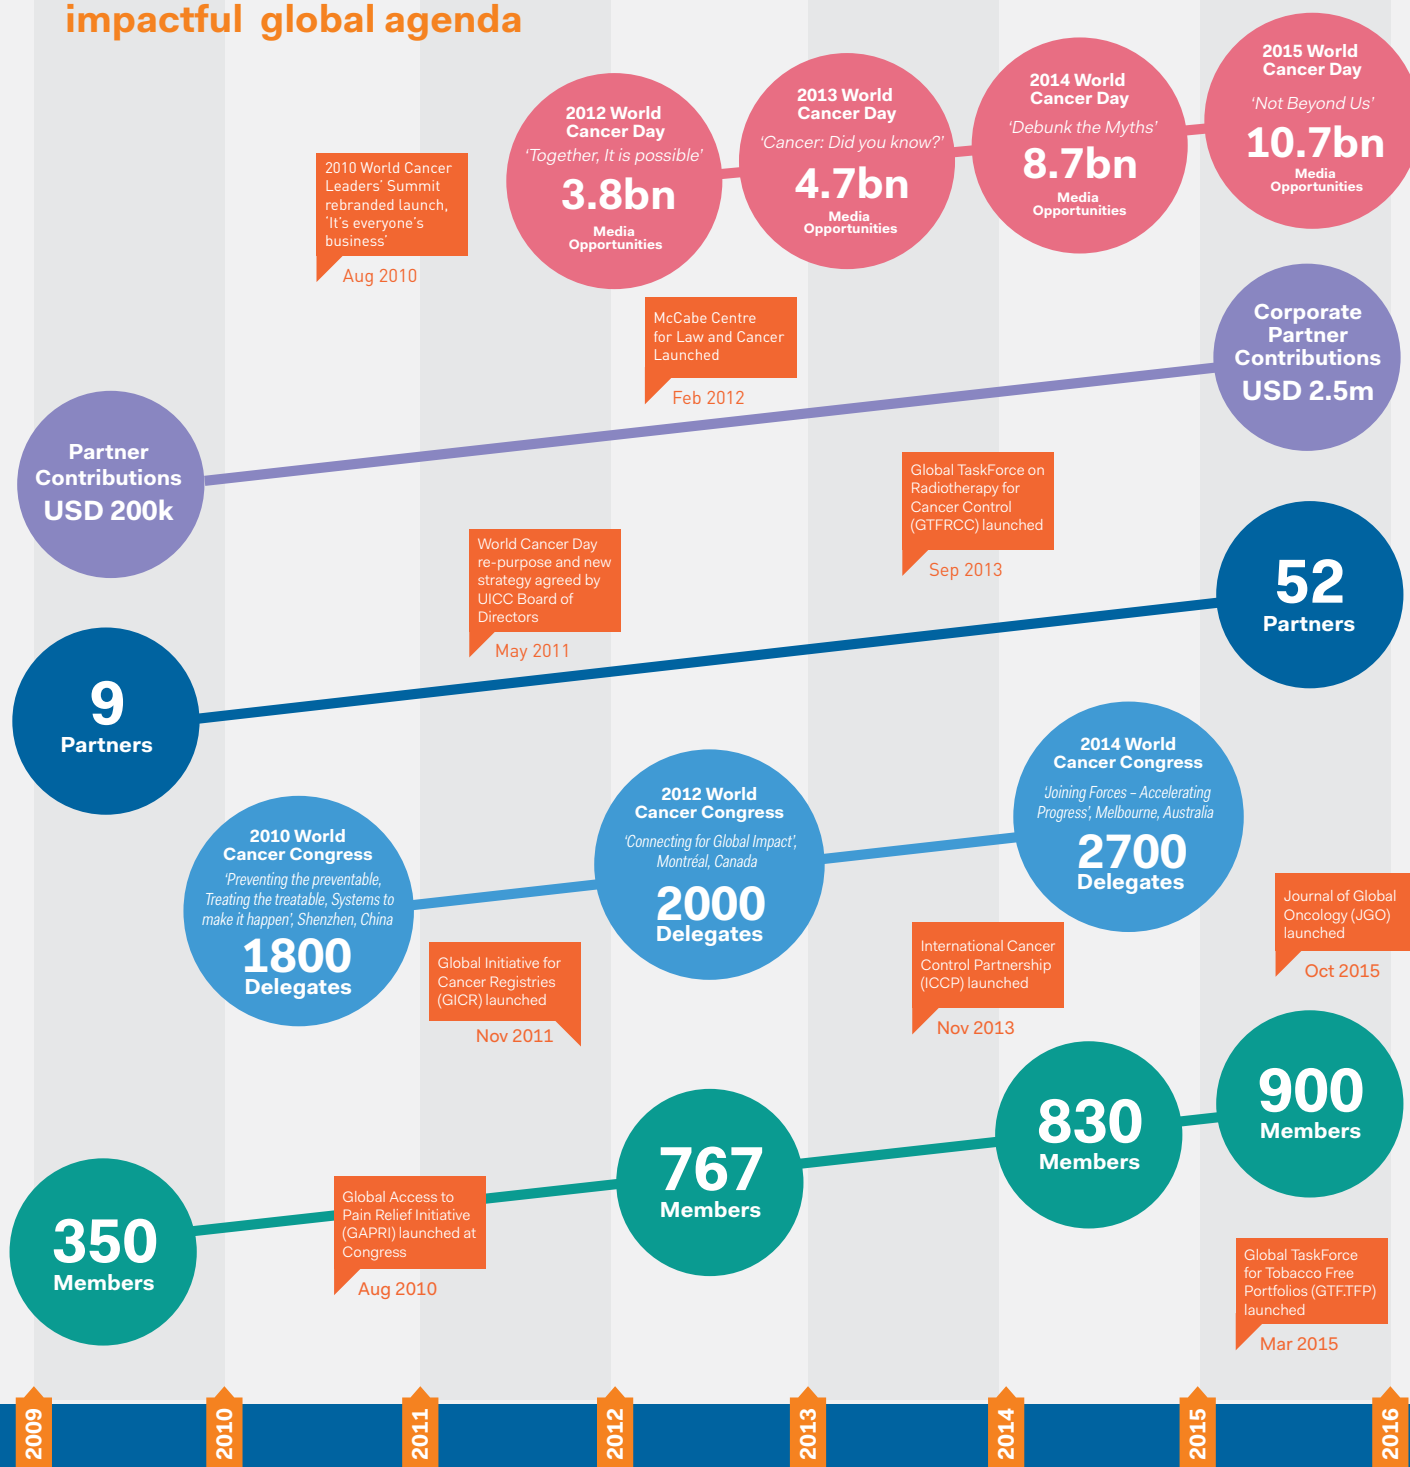 impactful global agenda
2012 World
Cancer Day
‘Together, It is possible’
3.8bn
Media
Opportunities
2013 World
Cancer Day
‘Cancer: Did you know?’
4.7bn
Media
Opportunities
2014 World
Cancer Day
‘Debunk the Myths’
8.7bn
Media
Opportunities
2015 World
Cancer Day
‘Not Beyond Us’
10.7bn
Media
Opportunities
2010 World Cancer
Leaders’ Summit
rebranded launch,
‘It’s everyone’s
business’
Aug 2010
McCabe Centre
for Law and Cancer
Launched
Feb 2012
Partner
Contributions
USD 200k
Corporate
Partner
Contributions
USD 2.5m
Global TaskForce on
Radiotherapy for
Cancer Control
(GTFRCC) launched
Sep 2013
World Cancer Day
re-purpose and new
strategy agreed by
UICC Board of
Directors
May 2011
9
Partners
52
Partners
2010 World
Cancer Congress
‘Preventing the preventable,
Treating the treatable, Systems to
make it happen’, Shenzhen, China
1800
Delegates
2012 World
Cancer Congress
‘Connecting for Global Impact’,
Montréal, Canada
2000
Delegates
2014 World
Cancer Congress
‘Joining Forces – Accelerating
Progress’, Melbourne, Australia
2700
Delegates
Global Initiative for
Cancer Registries
(GICR) launched
Nov 2011
International Cancer
Control Partnership
(ICCP) launched
Nov 2013
Journal of Global
Oncology (JGO)
launched
Oct 2015
350
Members
Global Access to
Pain Relief Initiative
(GAPRI) launched at
Congress
Aug 2010
767
Members
830
Members
900
Members
Global TaskForce
for Tobacco Free
Portfolios (GTF.TFP)
launched
Mar 2015
2009
2010
2011
2012
2013
2014
2015
2016